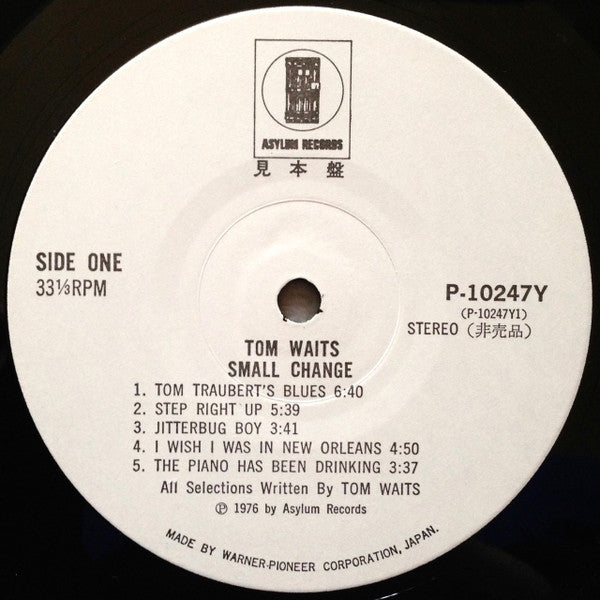 ASYLUM RECORDS
見本盤
SIDE ONE
33⅓RPM
P-10247Y
(P-10247Y1)
STEREO (非売品)
TOM WAITS
SMALL CHANGE
1. TOM TRAUBERT'S BLUES 6:40
2. STEP RIGHT UP 5:39
3. JITTERBUG BOY 3:41
4. I WISH I WAS IN NEW ORLEANS 4:50
5. THE PIANO HAS BEEN DRINKING 3:37
All Selections Written By TOM WAITS
℗ 1976 by Asylum Records
MADE BY WARNER-PIONEER CORPORATION, JAPAN.